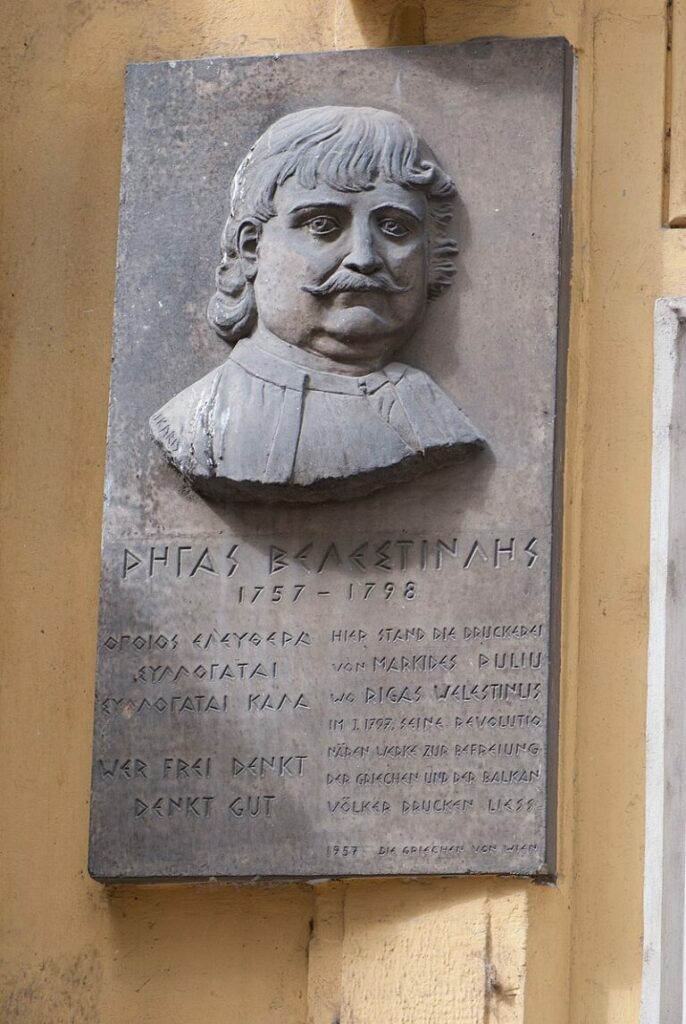 ΡΗΓΑΣ ΒΕΛΕΣΤΙΝΛΗΣ
1757 – 1798
ΟΠΟΙΟΣ ΕΛΕΥΘΕΡΑ
ΣΥΛΛΟΓΑΤΑΙ
ΣΥΛΛΟΓΑΤΑΙ ΚΑΛΑ
WER FREI DENKT
DENKT GUT
HIER STAND DIE DRUCKEREI
VON MARKIDES PULIU
WO RIGAS WELESTINLIS
IM J. 1797. SEINE REVOLUTIO
NÄREN WERKE ZUR BEFREIUNG
DER GRIECHEN UND DER BALKAN
VÖLKER DRUCKEN LIESS.
1957 DIE GRIECHEN VON WIEN